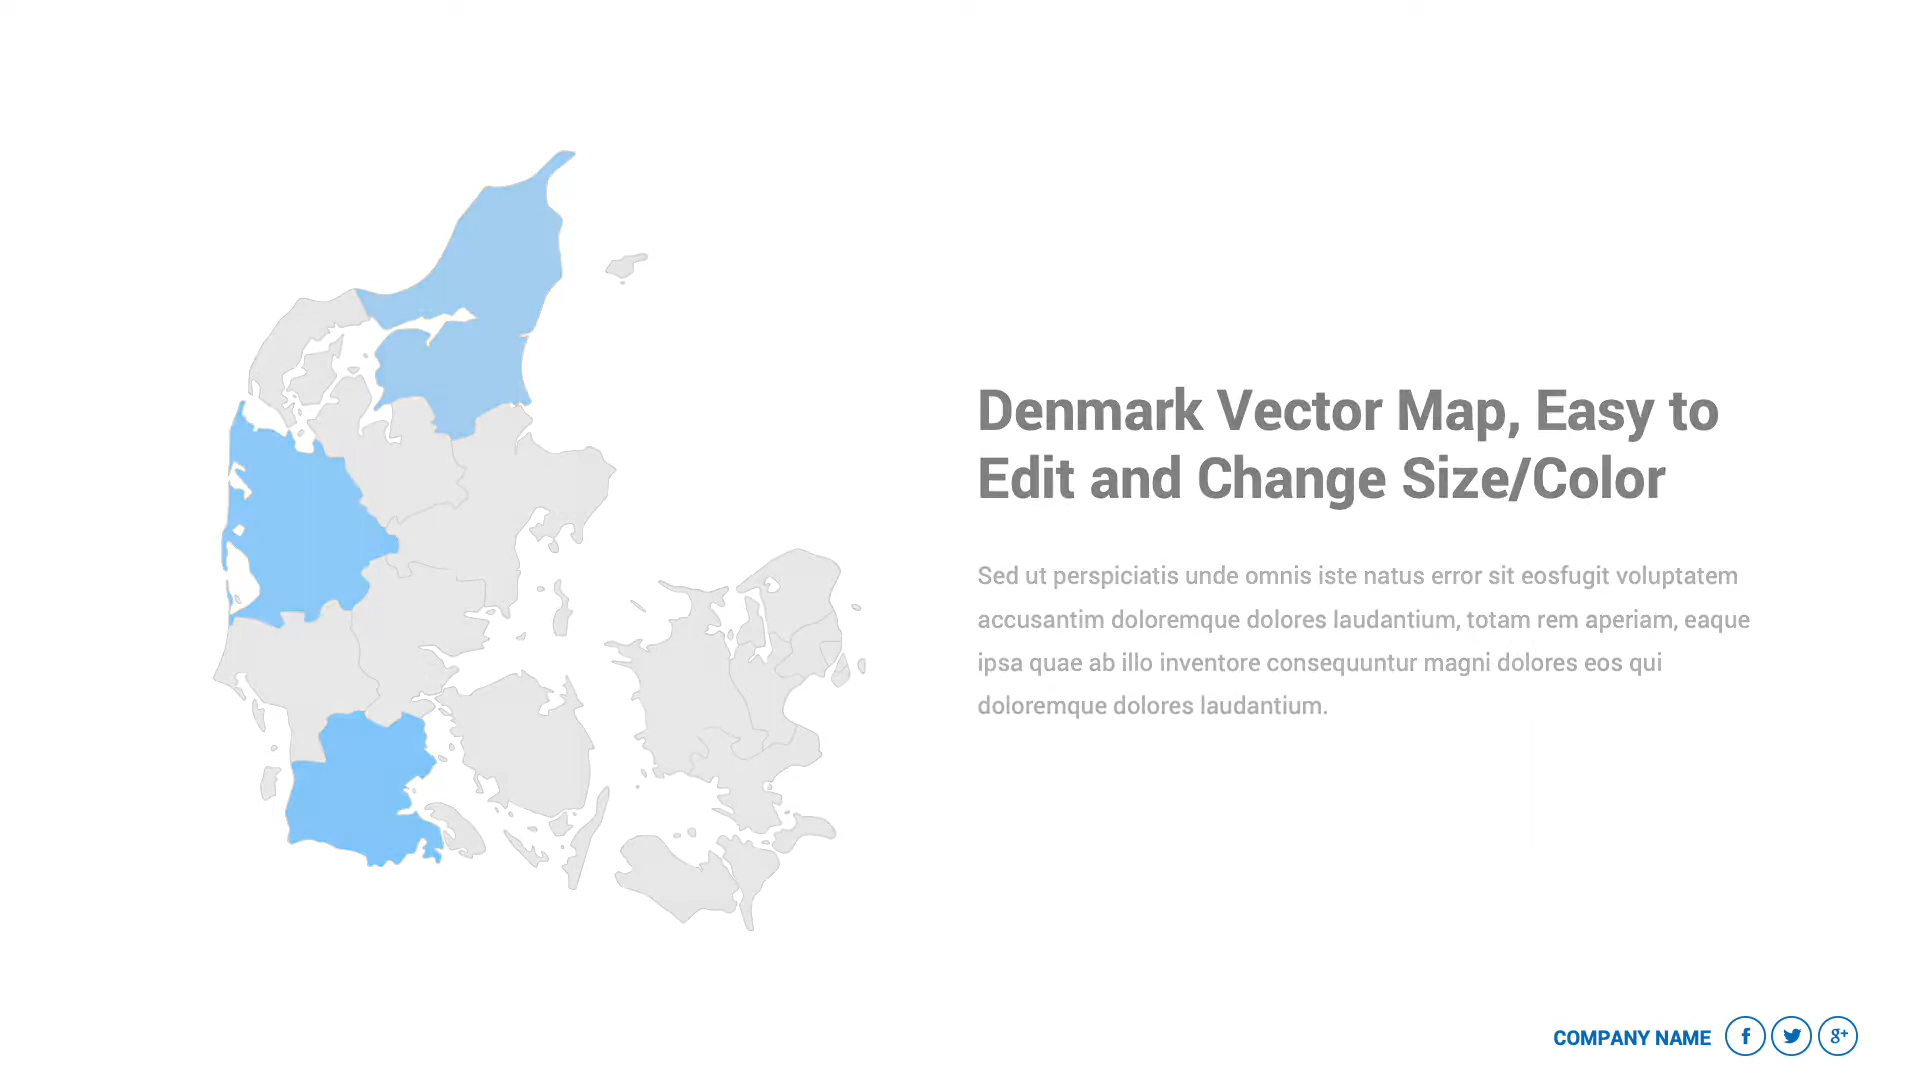 Denmark Vector Map, Easy to
Edit and Change Size/Color
Sed ut perspiciatis unde omnis iste natus error sit eosfugit voluptatem
accusantim doloremque dolores laudantium, totam rem aperiam, eaque
ipsa quae ab illo inventore consequuntur magni dolores eos qui
doloremque dolores laudantium.
COMPANY NAME f g+